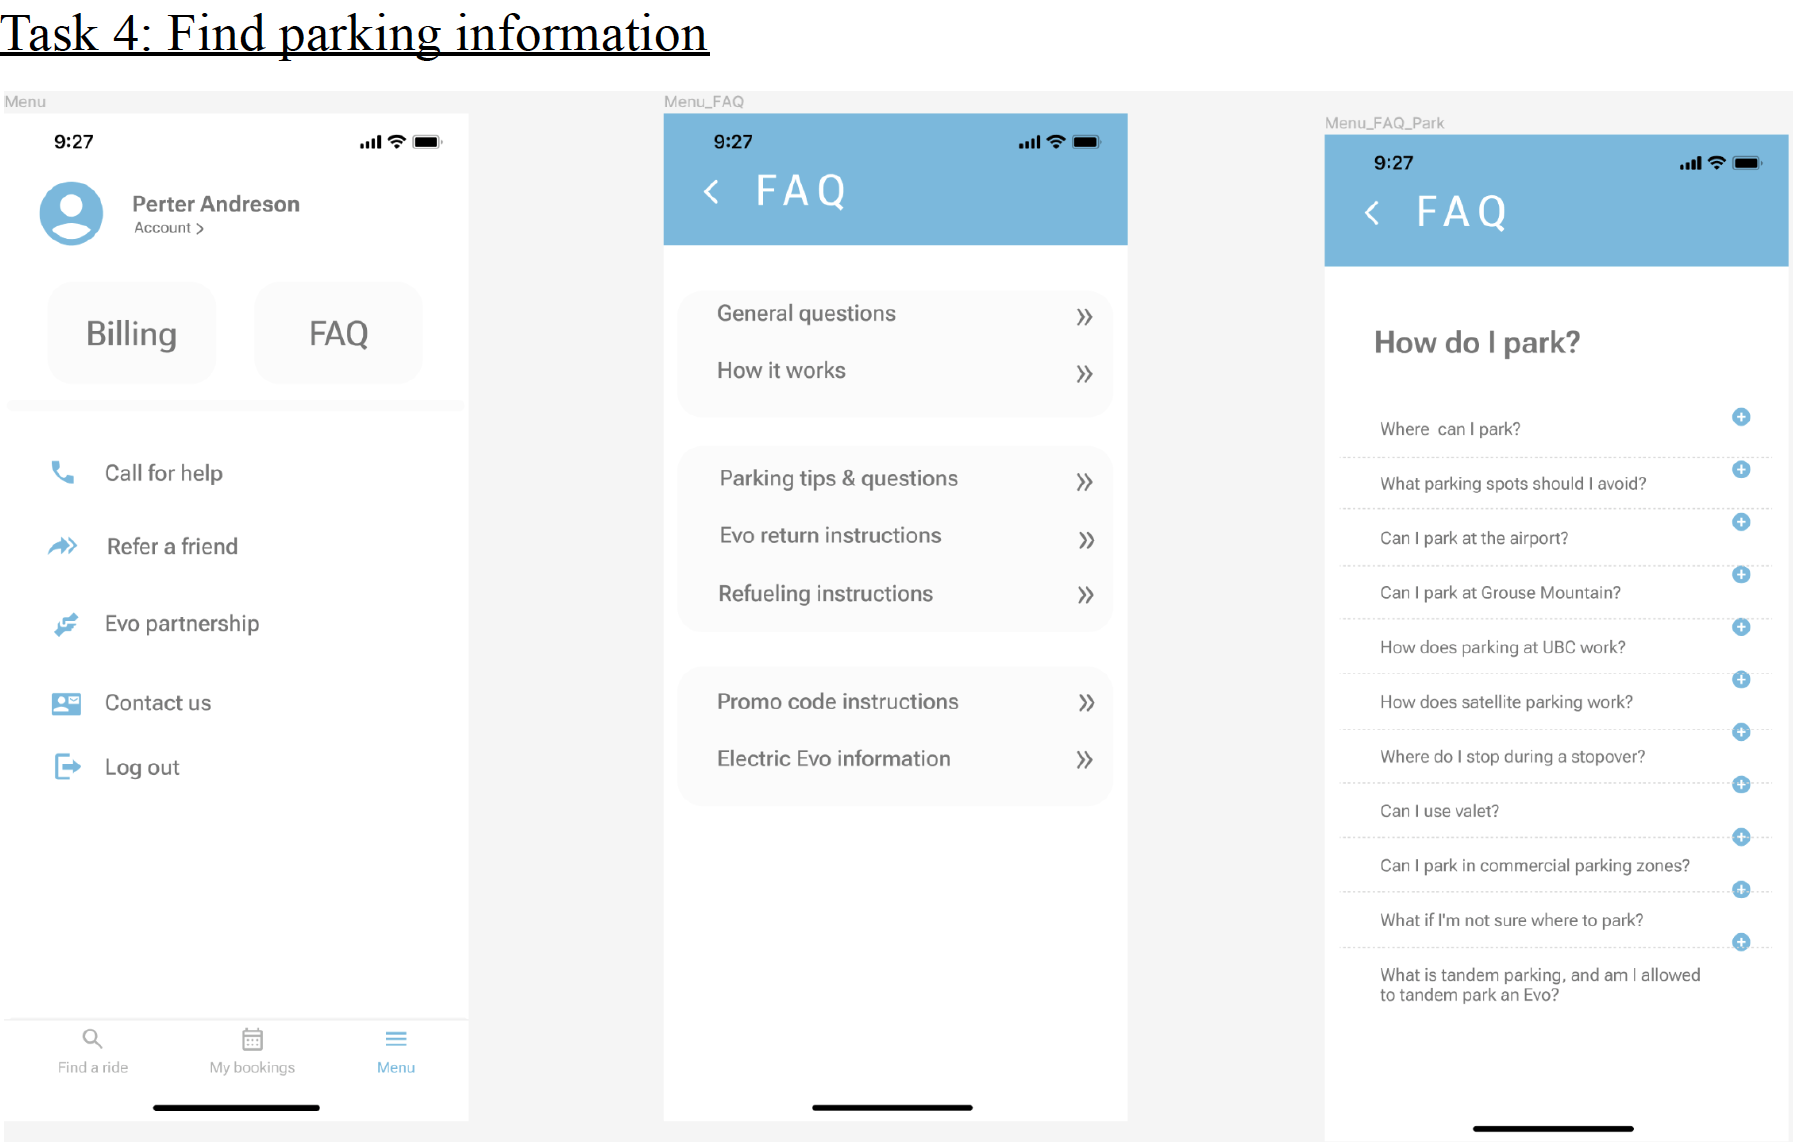 Task 4: Find parking information
Menu
9:27
Perter Andreson
Account >
Billing
FAQ
Call for help
Refer a friend
Evo partnership
Contact us
Log out
Find a ride
My bookings
Menu
Menu_FAQ
9:27
FAQ
General questions
How it works
Parking tips & questions
Evo return instructions
Refueling instructions
Promo code instructions
Electric Evo information
Menu_FAQ_Park
9:27
FAQ
How do I park?
Where can I park?
What parking spots should I avoid?
Can I park at the airport?
Can I park at Grouse Mountain?
How does parking at UBC work?
How does satellite parking work?
Where do I stop during a stopover?
Can I use valet?
Can I park in commercial parking zones?
What if I'm not sure where to park?
What is tandem parking, and am I allowed
to tandem park an Evo?